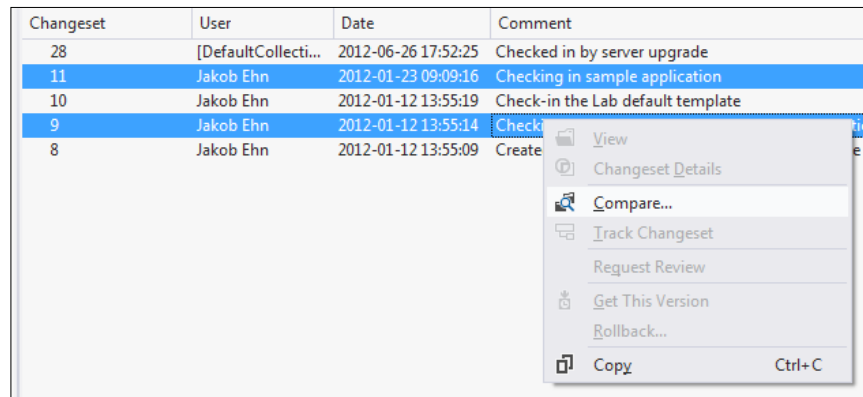 Changeset User Date Comment
28 [DefaultCollecti... 2012-06-26 17:52:25 Checked in by server upgrade
11 Jakob Ehn 2012-01-23 09:09:16 Checking in sample application
10 Jakob Ehn 2012-01-12 13:55:19 Check-in the Lab default template
9 Jakob Ehn 2012-01-12 13:55:14
8 Jakob Ehn 2012-01-12 13:55:09
View
Changeset Details
Compare...
Track Changeset
Request Review
Get This Version
Rollback...
Copy Ctrl+C